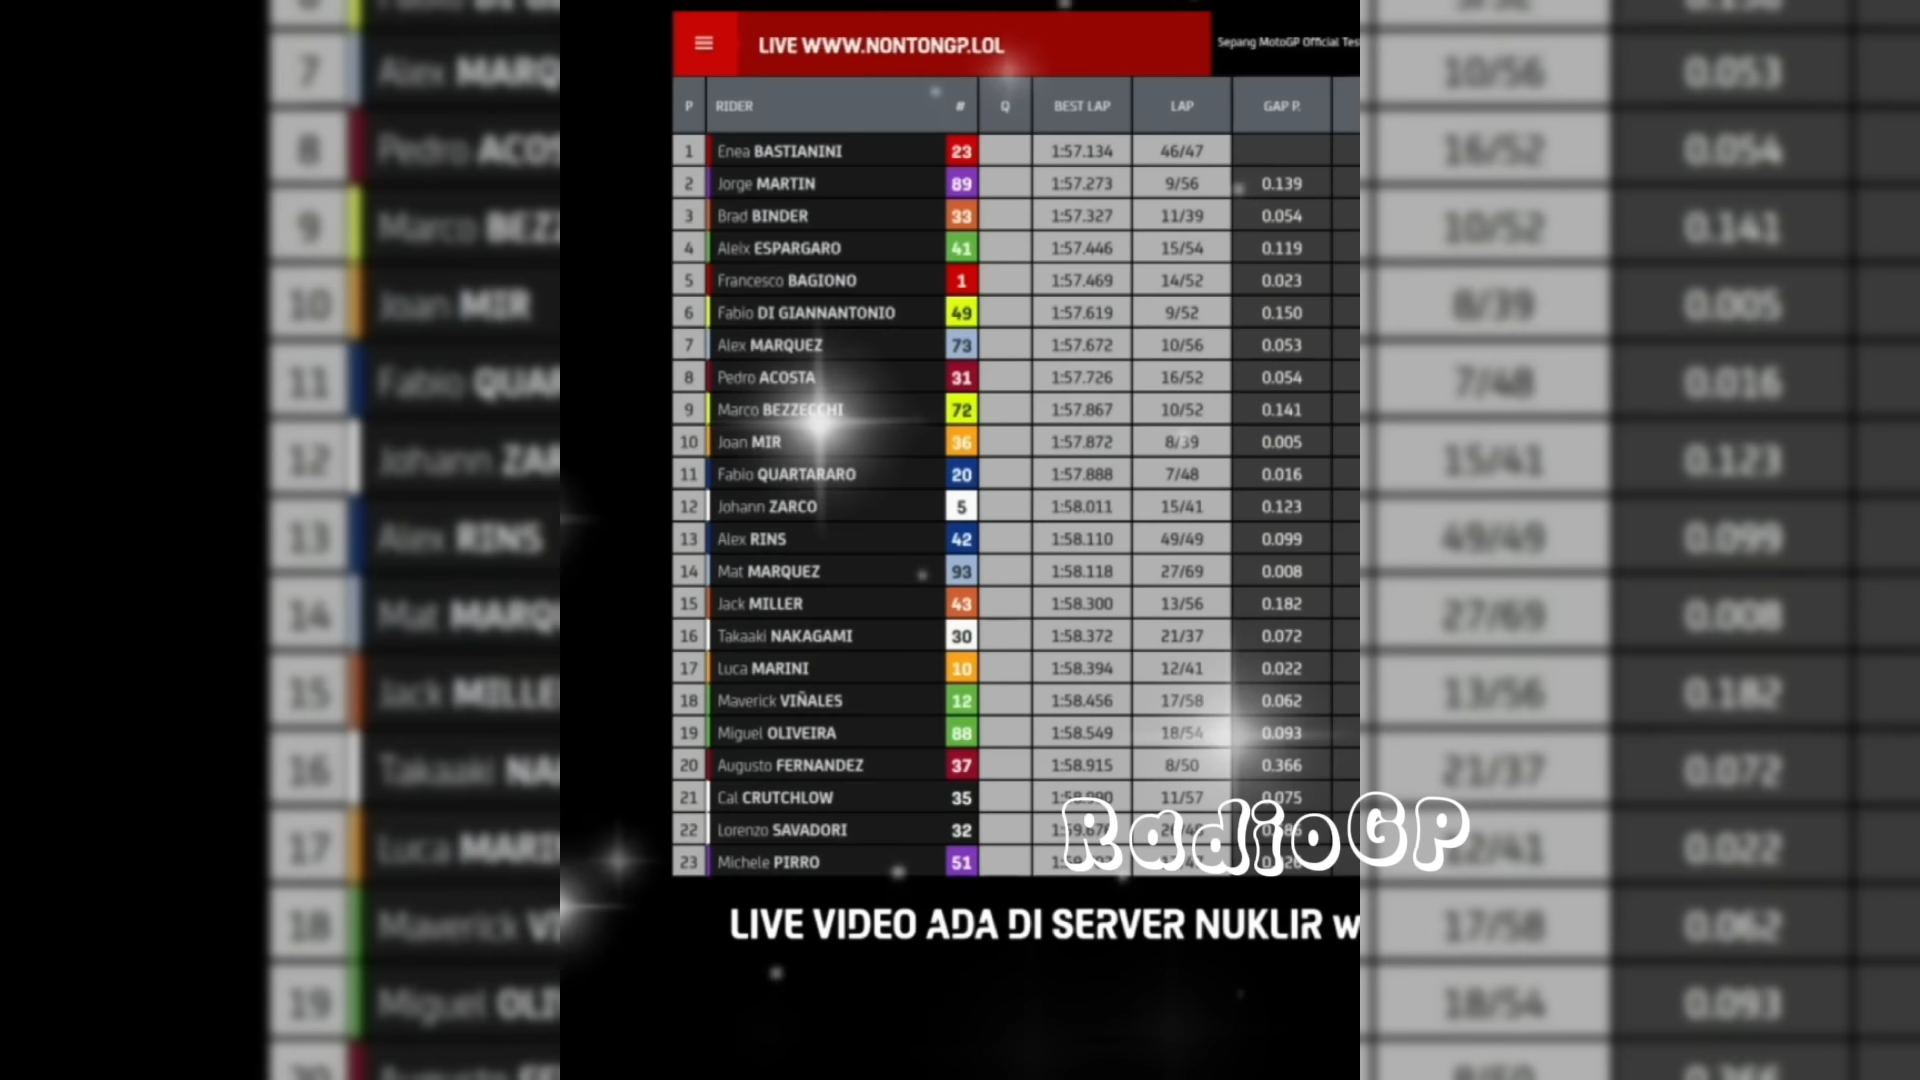 LIVE WWW.NONTONGP.LOL
Sepang MotoGP Official Tes
P RIDER # Q BEST LAP LAP GAP P.
1 Enea BASTIANINI 23 1:57.134 46/47
2 Jorge MARTIN 89 1:57.273 9/56 0.139
3 Brad BINDER 33 1:57.327 11/39 0.054
4 Aleix ESPARGARO 41 1:57.446 15/54 0.119
5 Francesco BAGIONO 1 1:57.469 14/52 0.023
6 Fabio DI GIANNANTONIO 49 1:57.619 9/52 0.150
7 Alex MARQUEZ 73 1:57.672 10/56 0.053
8 Pedro ACOSTA 31 1:57.726 16/52 0.054
9 Marco BEZZECCHI 72 1:57.867 10/52 0.141
10 Joan MIR 36 1:57.872 8/39 0.005
11 Fabio QUARTARARO 20 1:57.888 7/48 0.016
12 Johann ZARCO 5 1:58.011 15/41 0.123
13 Alex RINS 42 1:58.110 49/49 0.099
14 Mat MARQUEZ 93 1:58.118 27/69 0.008
15 Jack MILLER 43 1:58.300 13/56 0.182
16 Takaaki NAKAGAMI 30 1:58.372 21/37 0.072
17 Luca MARINI 10 1:58.394 12/41 0.022
18 Maverick VIÑALES 12 1:58.456 17/58 0.062
19 Miguel OLIVEIRA 88 1:58.549 18/54 0.093
20 Augusto FERNANDEZ 37 1:58.915 8/50 0.366
21 Cal CRUTCHLOW 35 1:58.990 11/57 0.075
22 Lorenzo SAVADORI 32
23 Michele PIRRO 51
RadioGP
LIVE VIDEO ADA DI SERVER NUKLIR w